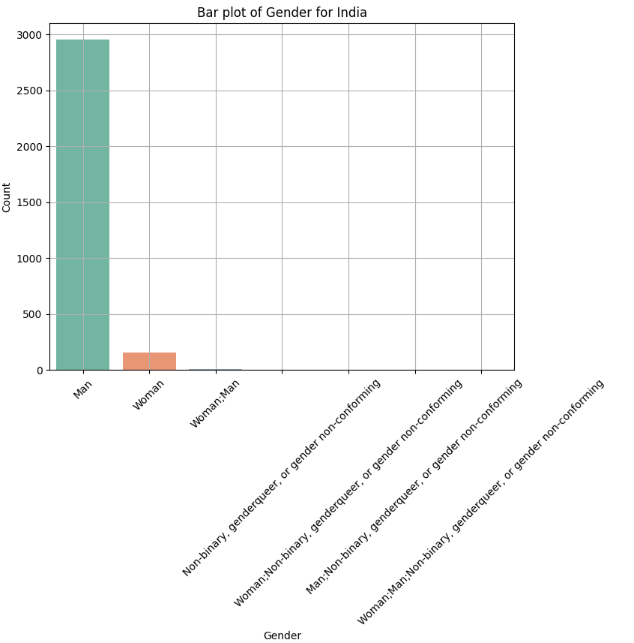 Bar plot of Gender for India
3000
2500
2000
1500
1000
500
0
Count
Man
Woman
Woman;Man
Non-binary, genderqueer, or gender non-conforming
Woman;Non-binary, genderqueer, or gender non-conforming
Man;Non-binary, genderqueer, or gender non-conforming
Woman;Man;Non-binary, genderqueer, or gender non-conforming
Gender